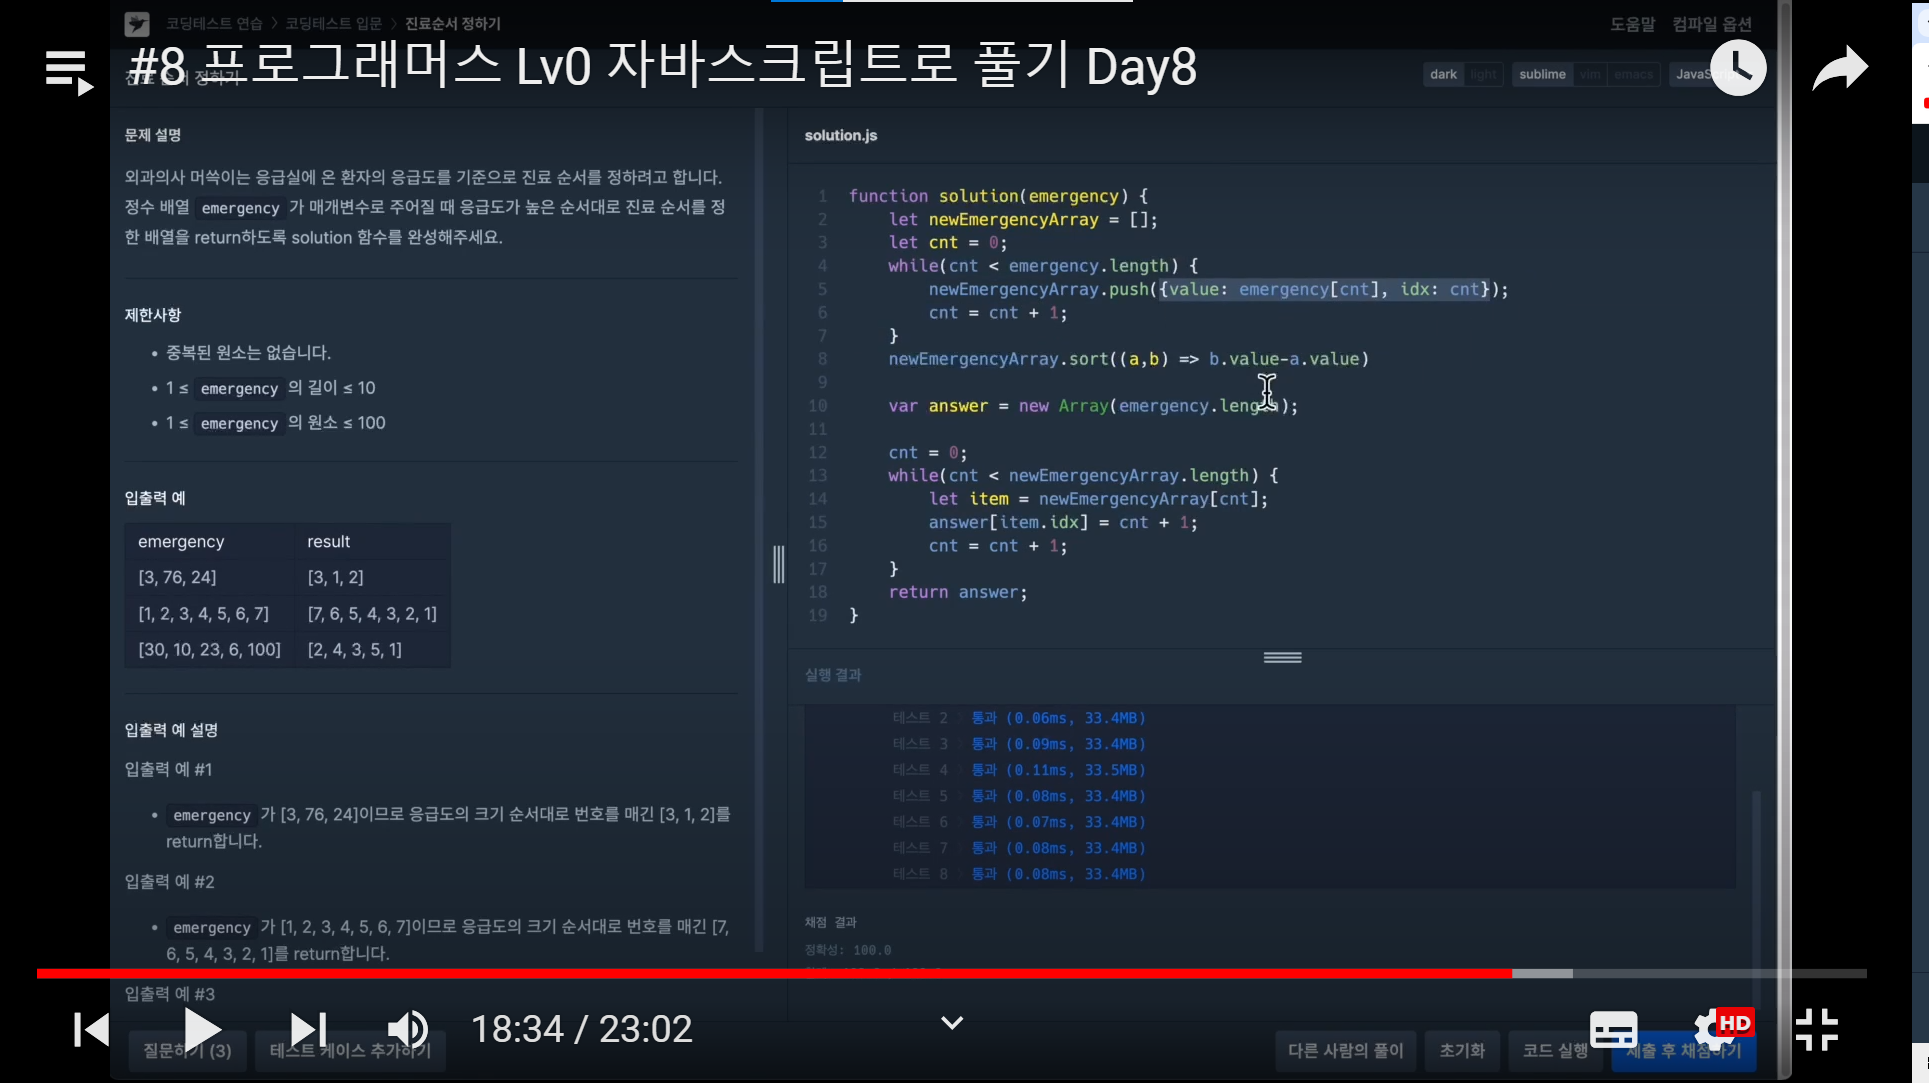 코딩테스트 연습 > 코딩테스트 입문 > 진료순서 정하기
도움말 컴파일 옵션
#8 프로그래머스 Lv0 자바스크립트로 풀기 Day8
진료 순서 정하기
dark light sublime vim emacs JavaScript
문제 설명
외과의사 머쓱이는 응급실에 온 환자의 응급도를 기준으로 진료 순서를 정하려고 합니다.
정수 배열 emergency 가 매개변수로 주어질 때 응급도가 높은 순서대로 진료 순서를 정
한 배열을 return하도록 solution 함수를 완성해주세요.
제한사항
• 중복된 원소는 없습니다.
• 1 ≤ emergency 의 길이 ≤ 10
• 1 ≤ emergency 의 원소 ≤ 100
입출력 예
emergency result
[3, 76, 24] [3, 1, 2]
[1, 2, 3, 4, 5, 6, 7] [7, 6, 5, 4, 3, 2, 1]
[30, 10, 23, 6, 100] [2, 4, 3, 5, 1]
입출력 예 설명
입출력 예 #1
• emergency 가 [3, 76, 24]이므로 응급도의 크기 순서대로 번호를 매긴 [3, 1, 2]를
return합니다.
입출력 예 #2
• emergency 가 [1, 2, 3, 4, 5, 6, 7]이므로 응급도의 크기 순서대로 번호를 매긴 [7,
6, 5, 4, 3, 2, 1]를 return합니다.
입출력 예 #3
solution.js
1 function solution(emergency) {
2 let newEmergencyArray = [];
3 let cnt = 0;
4 while(cnt < emergency.length) {
5 newEmergencyArray.push({value: emergency[cnt], idx: cnt});
6 cnt = cnt + 1;
7 }
8 newEmergencyArray.sort((a,b) => b.value-a.value)
9
10 var answer = new Array(emergency.length);
11
12 cnt = 0;
13 while(cnt < newEmergencyArray.length) {
14 let item = newEmergencyArray[cnt];
15 answer[item.idx] = cnt + 1;
16 cnt = cnt + 1;
17 }
18 return answer;
19 }
실행 결과
테스트 2 통과 (0.06ms, 33.4MB)
테스트 3 통과 (0.09ms, 33.4MB)
테스트 4 통과 (0.11ms, 33.5MB)
테스트 5 통과 (0.08ms, 33.4MB)
테스트 6 통과 (0.07ms, 33.4MB)
테스트 7 통과 (0.08ms, 33.4MB)
테스트 8 통과 (0.08ms, 33.4MB)
채점 결과
정확성: 100.0
18:34 / 23:02
HD
질문하기 (3) 테스트 케이스 추가하기
다른 사람의 풀이 초기화 코드 실행 제출 후 채점하기